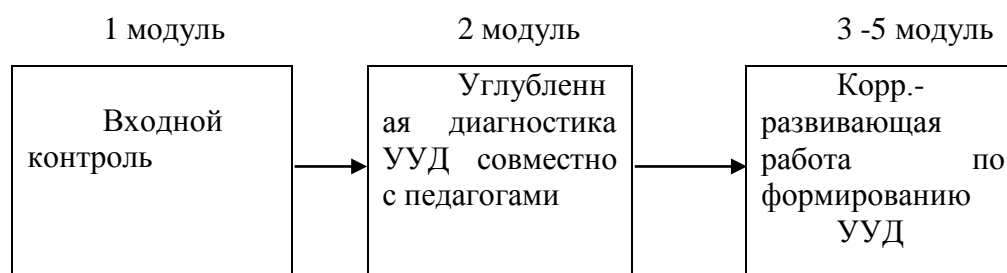 1 модуль
2 модуль
3 -5 модуль
Входной
контроль
Углубленн
ая диагностика
УУД совместно
с педагогами
Корр.-
развивающая
работа по
формированию
УУД